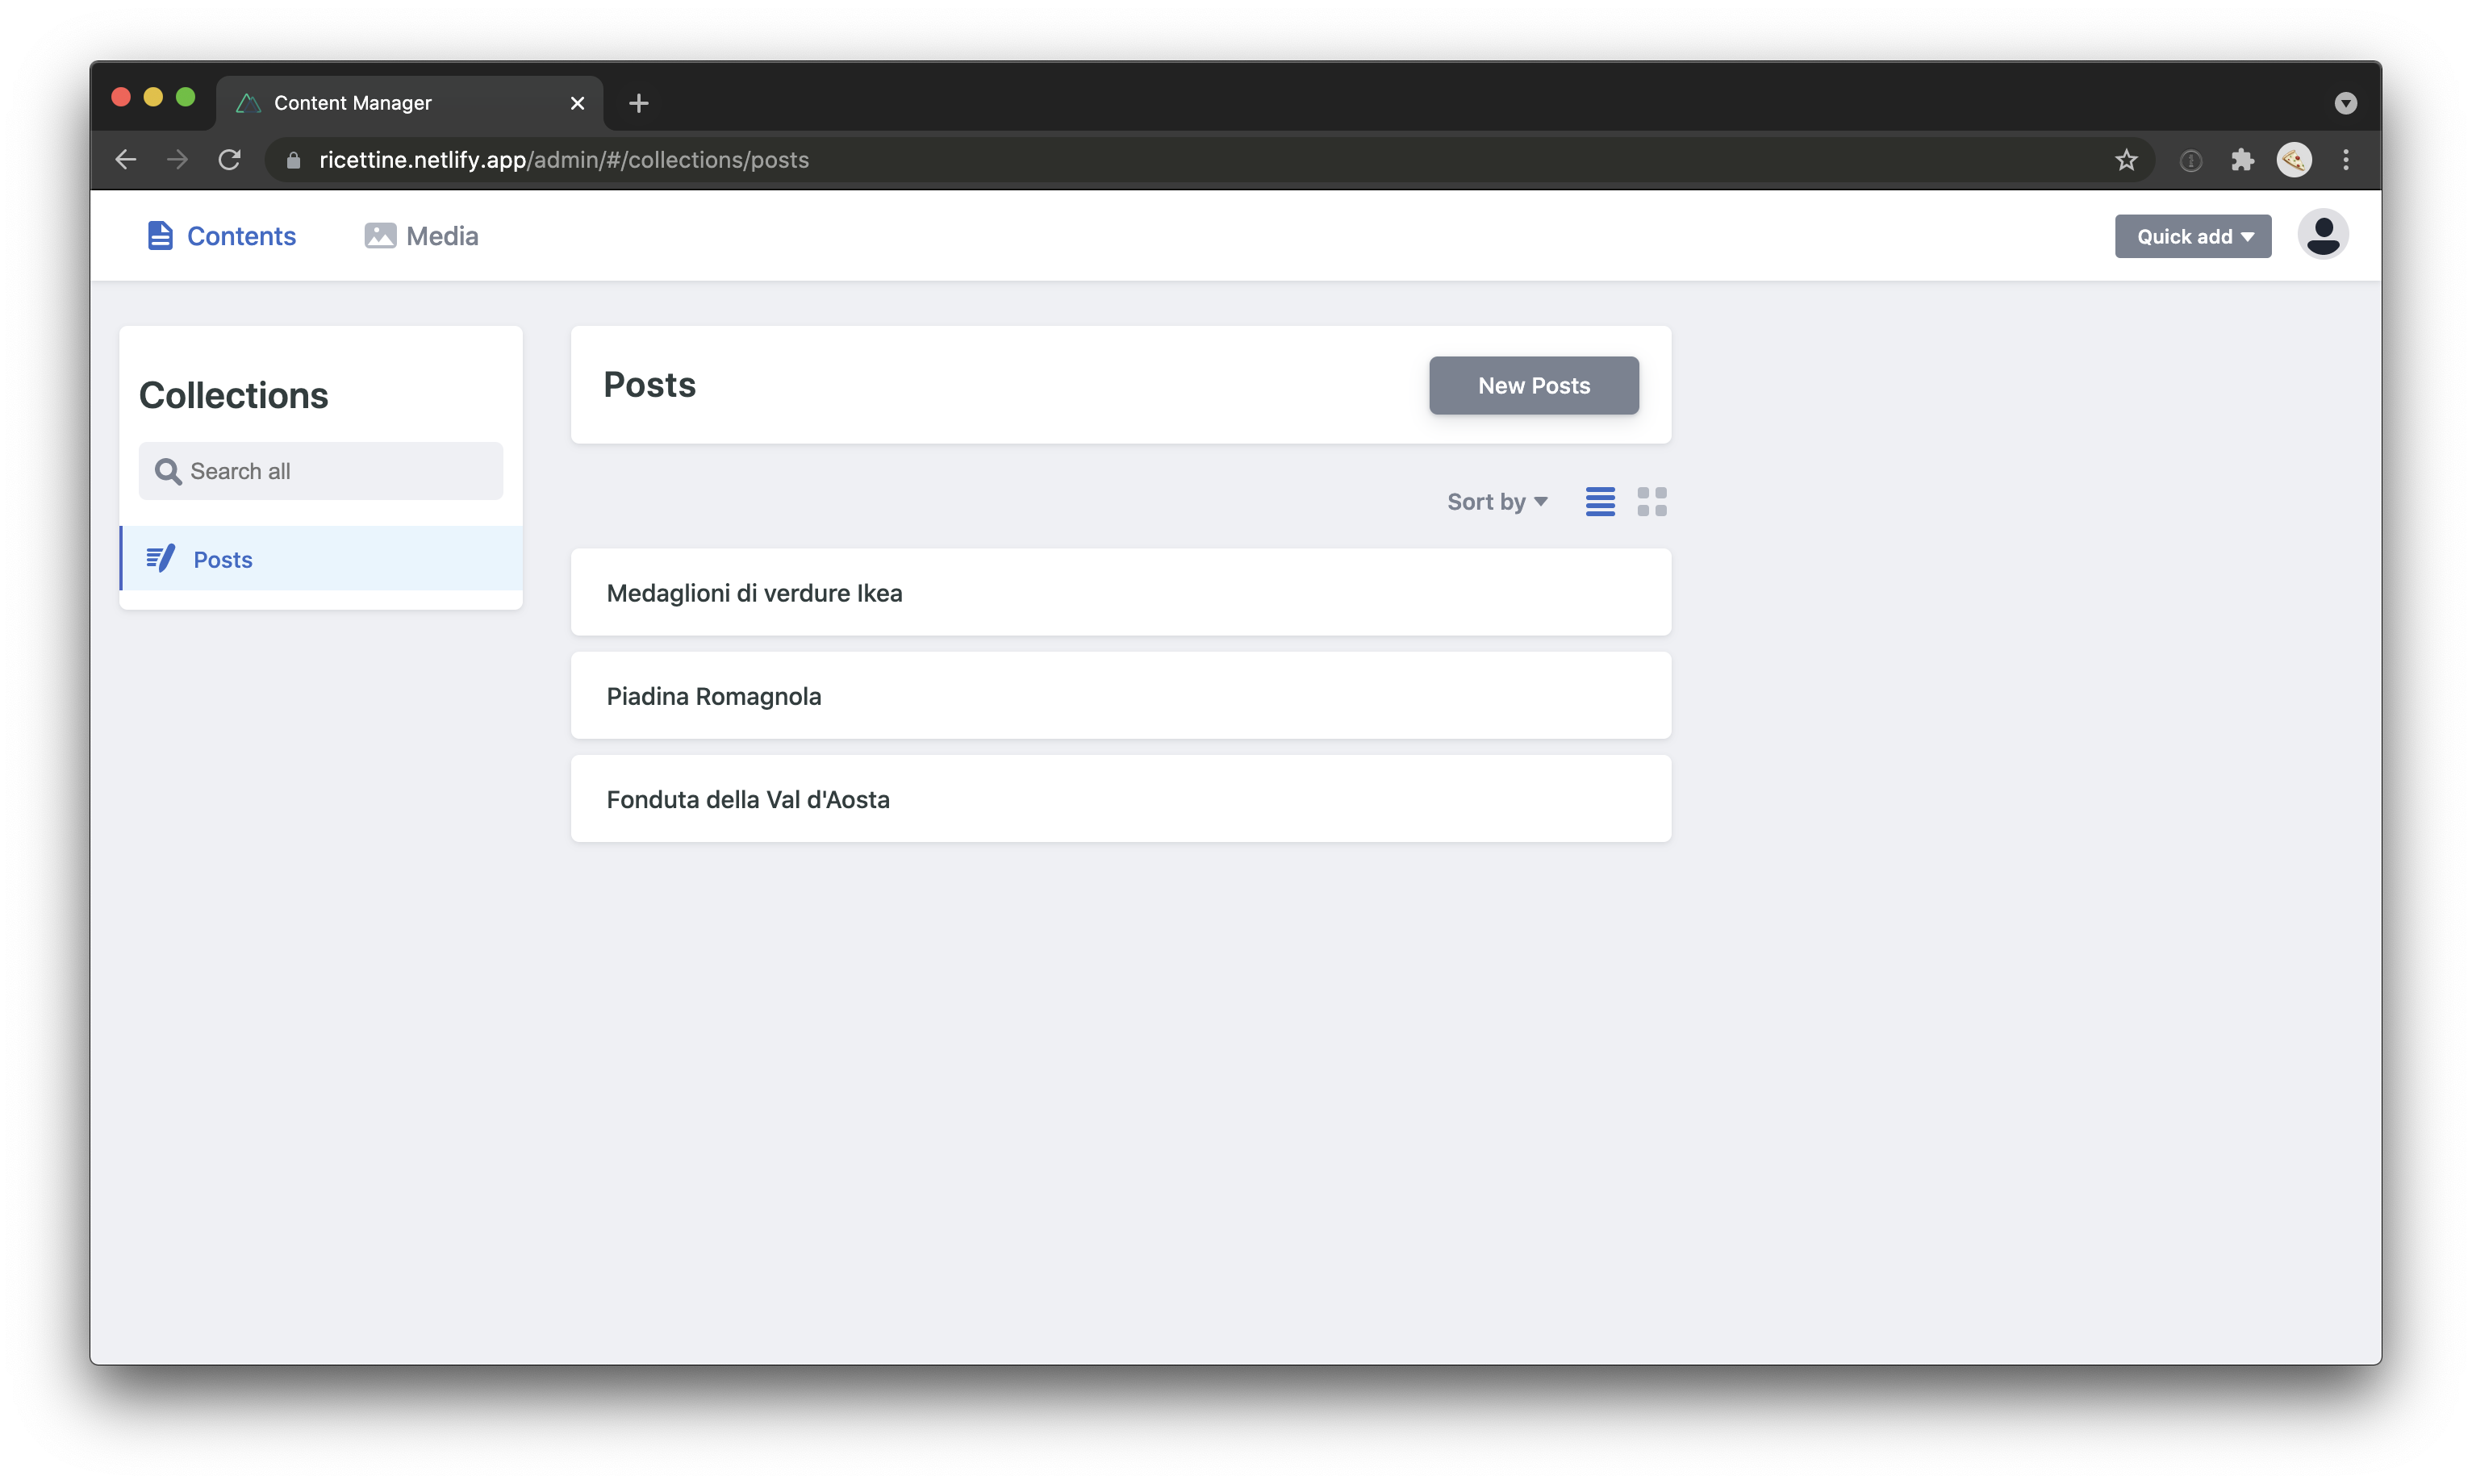 Content Manager
ricettine.netlify.app/admin/#/collections/posts
Contents
Media
Quick add
Collections
Search all
Posts
Posts
New Posts
Sort by
Medaglioni di verdure Ikea
Piadina Romagnola
Fonduta della Val d'Aosta